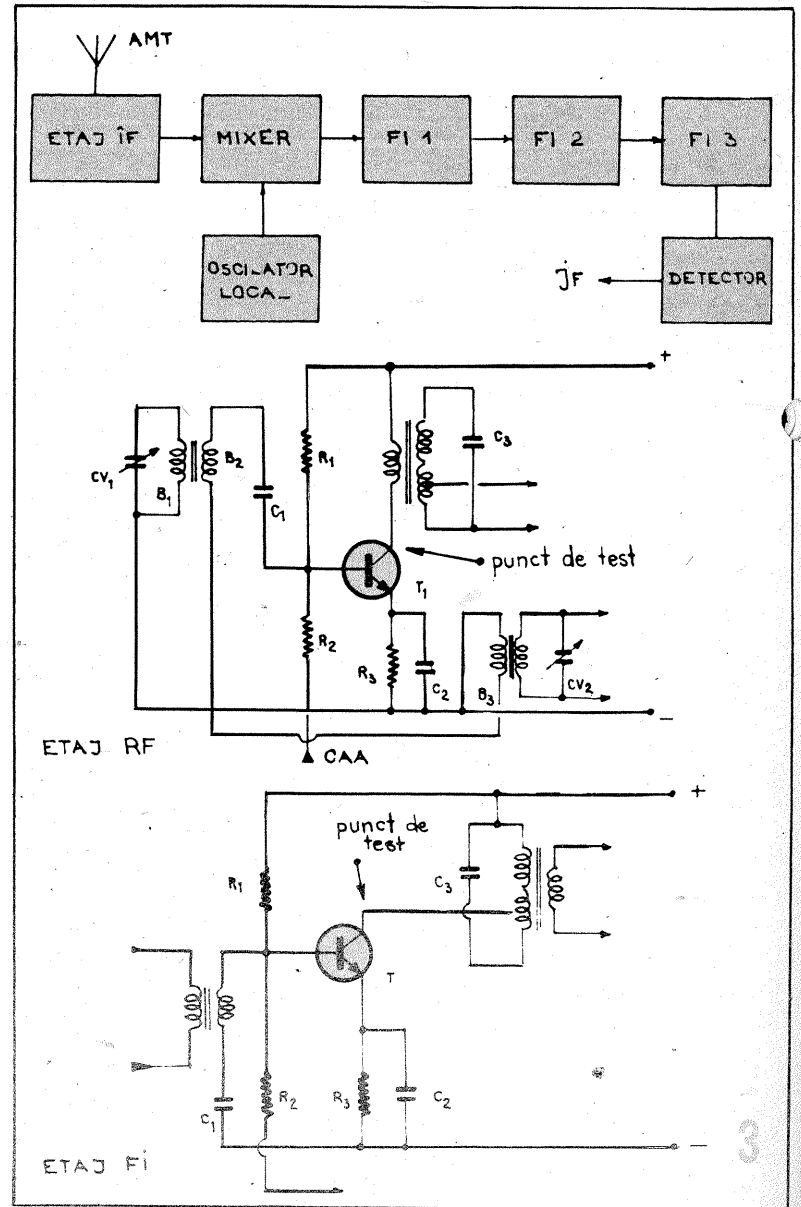 AMT
ETAJ ÎF
MIXER
FI 1
FI 2
FI 3
OSCILATOR
LOCAL
JF
DETECTOR
+
CV1
B1
B2
C1
R1
C3
punct de test
T1
R2
R3
C2
B3
CV2
−
ETAJ RF
CAA
+
punct de
test
R1
C3
T
C1
R2
R3
C2
−
ETAJ Fi
3